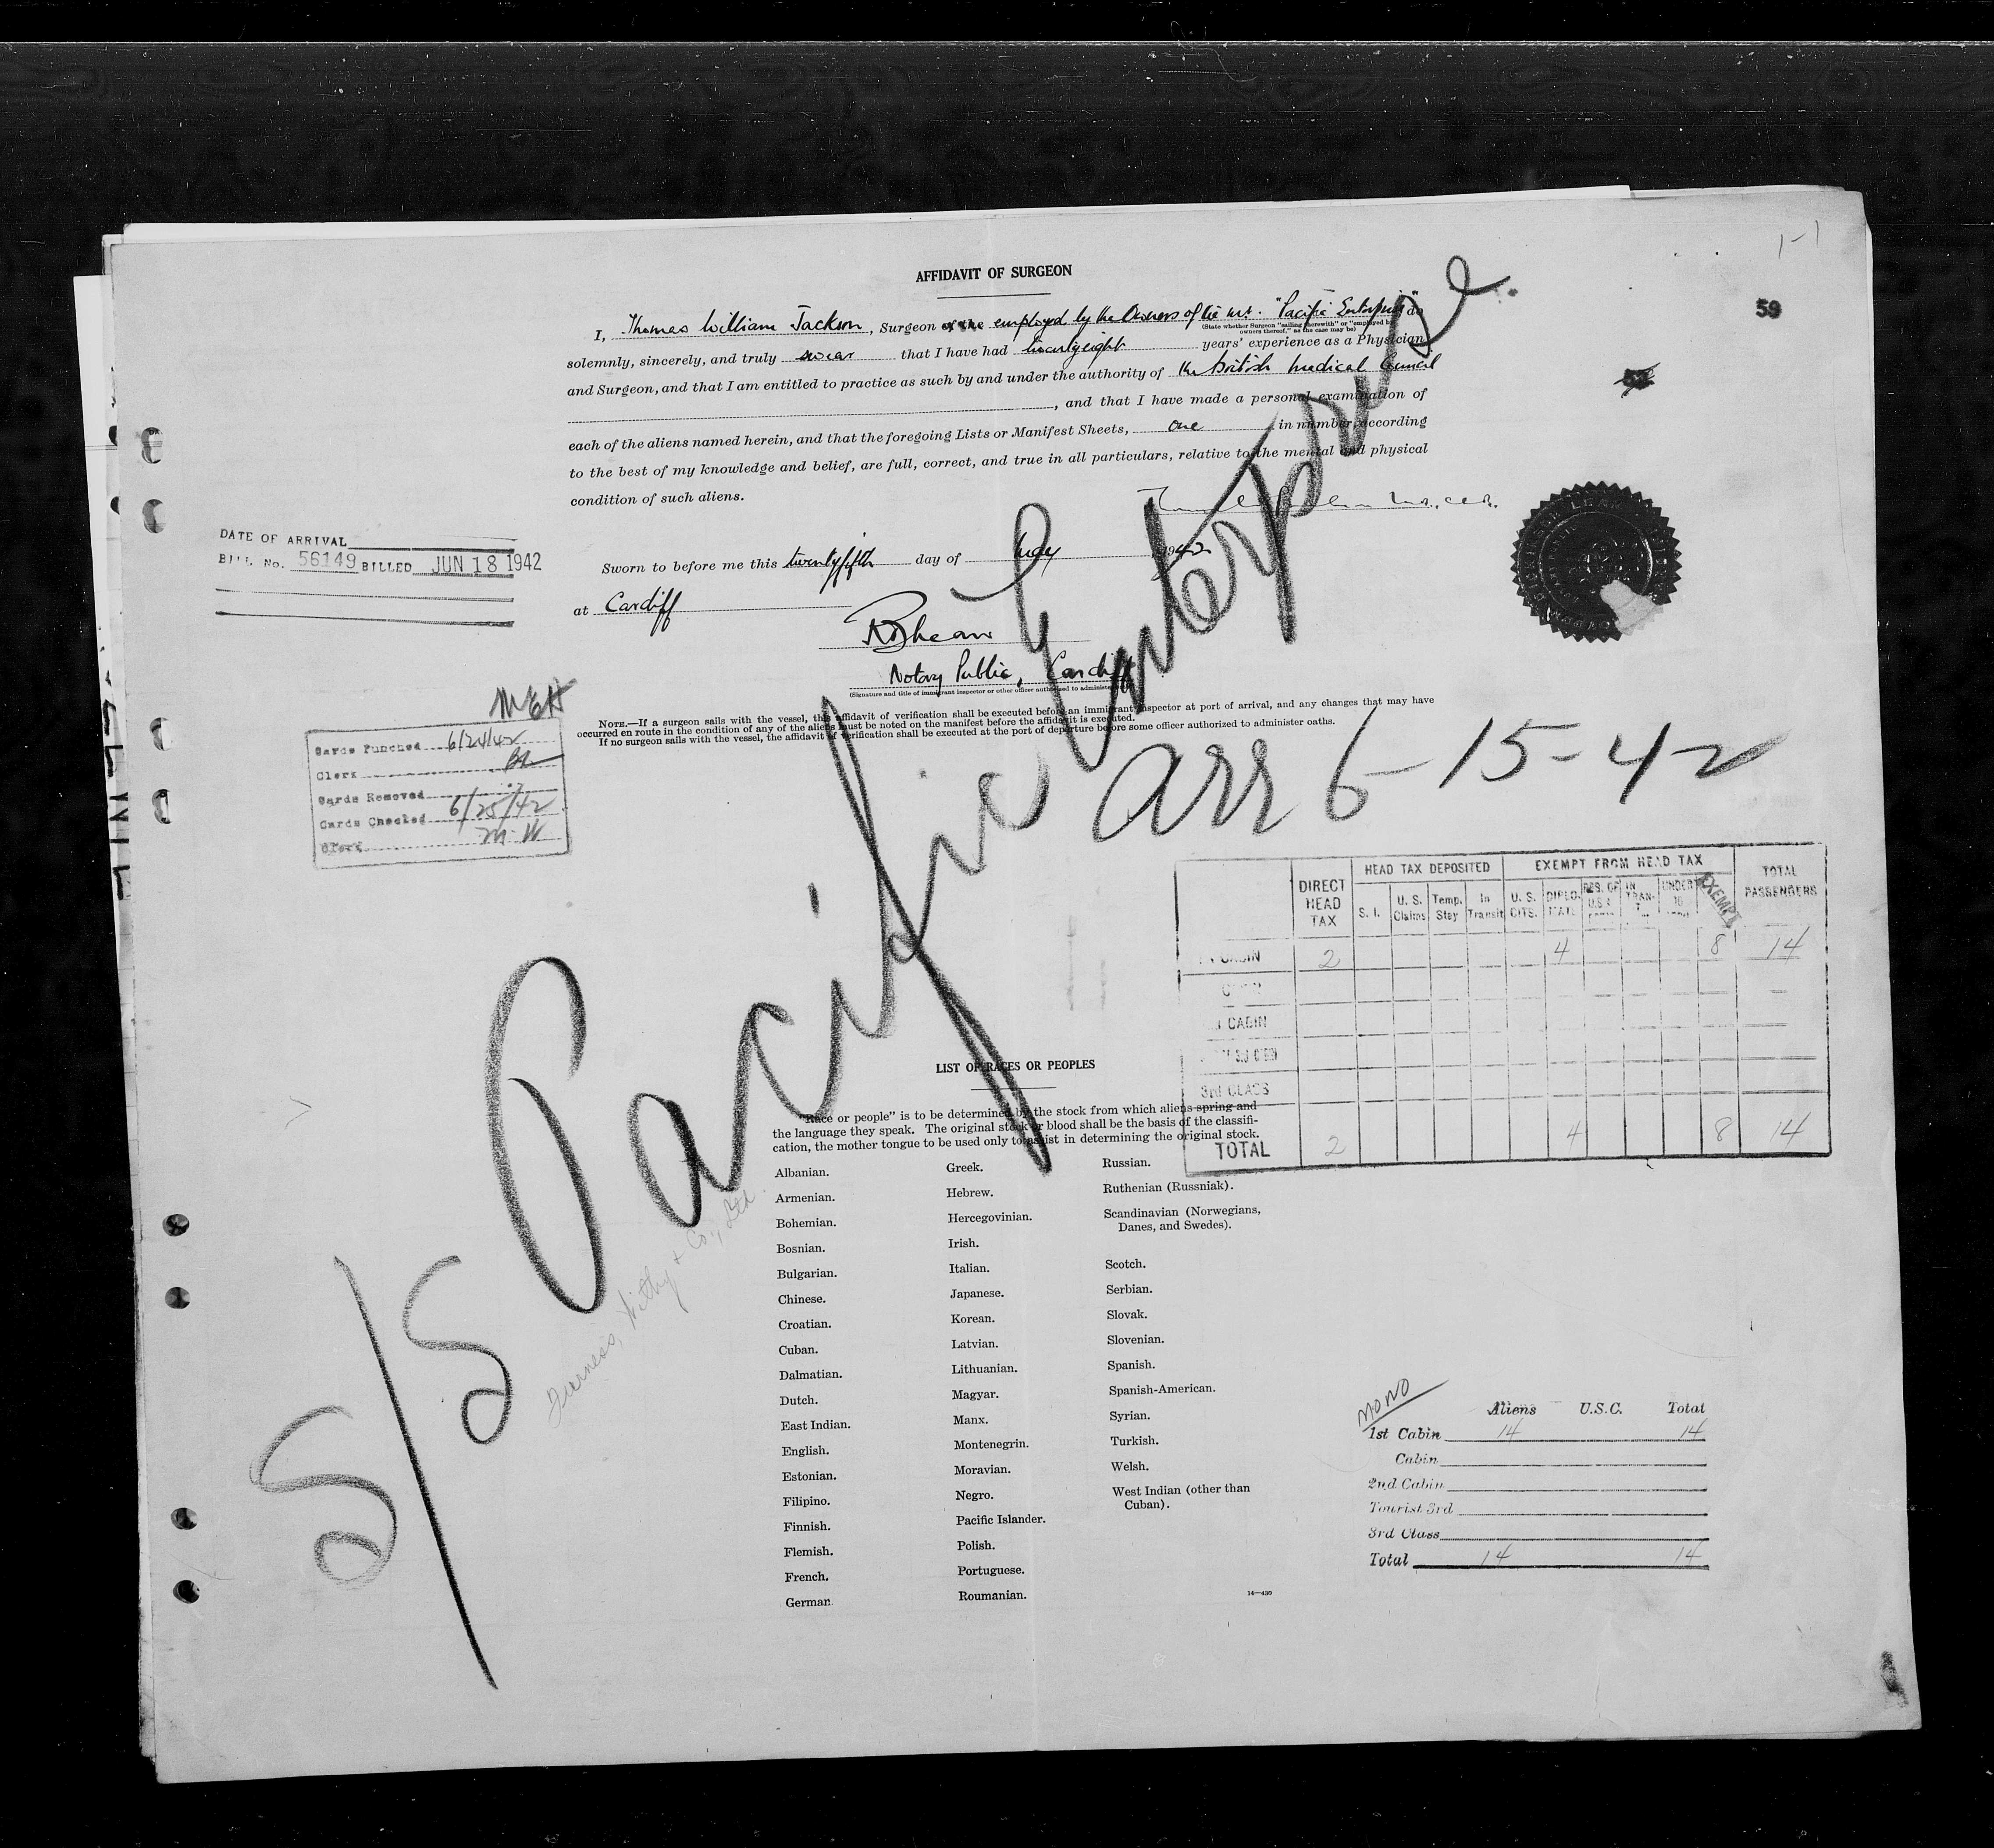 1-1
AFFIDAVIT OF SURGEON
59
I, Thomas William Jackson, Surgeon employed by the Owners of the m.v. "Pacific Enterprise" do
(State whether Surgeon "sailing therewith" or "employed by
owners thereof," as the case may be)
solemnly, sincerely, and truly swear that I have had twentyeight years' experience as a Physician
and Surgeon, and that I am entitled to practice as such by and under the authority of the British Medical Council
, and that I have made a personal examination of
each of the aliens named herein, and that the foregoing Lists or Manifest Sheets, one in number, according
to the best of my knowledge and belief, are full, correct, and true in all particulars, relative to the mental and physical
condition of such aliens.
DATE OF ARRIVAL
BILL No. 56149 BILLED JUN 18 1942
Sworn to before me this twentyfifth day of May, 1942
at Cardiff
Notary Public, Cardiff
(Signature and title of immigrant inspector or other officer authorized to administer
NOTE.—If a surgeon sails with the vessel, this affidavit of verification shall be executed before an immigrant inspector at port of arrival, and any changes that may have
occurred en route in the condition of any of the aliens must be noted on the manifest before the affidavit is executed.
If no surgeon sails with the vessel, the affidavit of verification shall be executed at the port of departure before some officer authorized to administer oaths.
MEH
Cards Punched 6/24/42
Clerk
Cards Removed
Cards Checked 6/25/42
Clerk M.W
S/S Pacific Enterprise
arr 6-15-42
Furness, Withy & Co., Ltd.
DIRECT HEAD TAX
HEAD TAX DEPOSITED
EXEMPT FROM HEAD TAX
TOTAL PASSENGERS
S. I.
U. S. Claims
Temp. Stay
In Transit
U. S. CITS.
DIPLO-
RES. OF U.S.
IN TRAN-
UNDER 16
EXEMPT
CABIN 2 4 8 14
CABIN
3rd CLASS
TOTAL 2 4 8 14
LIST OF RACES OR PEOPLES
"Race or people" is to be determined by the stock from which aliens spring and
the language they speak. The original stock or blood shall be the basis of the classifi-
cation, the mother tongue to be used only to assist in determining the original stock.
Albanian.
Armenian.
Bohemian.
Bosnian.
Bulgarian.
Chinese.
Croatian.
Cuban.
Dalmatian.
Dutch.
East Indian.
English.
Estonian.
Filipino.
Finnish.
Flemish.
French.
German.
Greek.
Hebrew.
Hercegovinian.
Irish.
Italian.
Japanese.
Korean.
Latvian.
Lithuanian.
Magyar.
Manx.
Montenegrin.
Moravian.
Negro.
Pacific Islander.
Polish.
Portuguese.
Roumanian.
Russian.
Ruthenian (Russniak).
Scandinavian (Norwegians,
Danes, and Swedes).
Scotch.
Serbian.
Slovak.
Slovenian.
Spanish.
Spanish-American.
Syrian.
Turkish.
Welsh.
West Indian (other than
Cuban).
14—430
MONO
Aliens U.S.C. Total
1st Cabin 14 14
Cabin
2nd Cabin
Tourist 3rd
3rd Class
Total 14 14